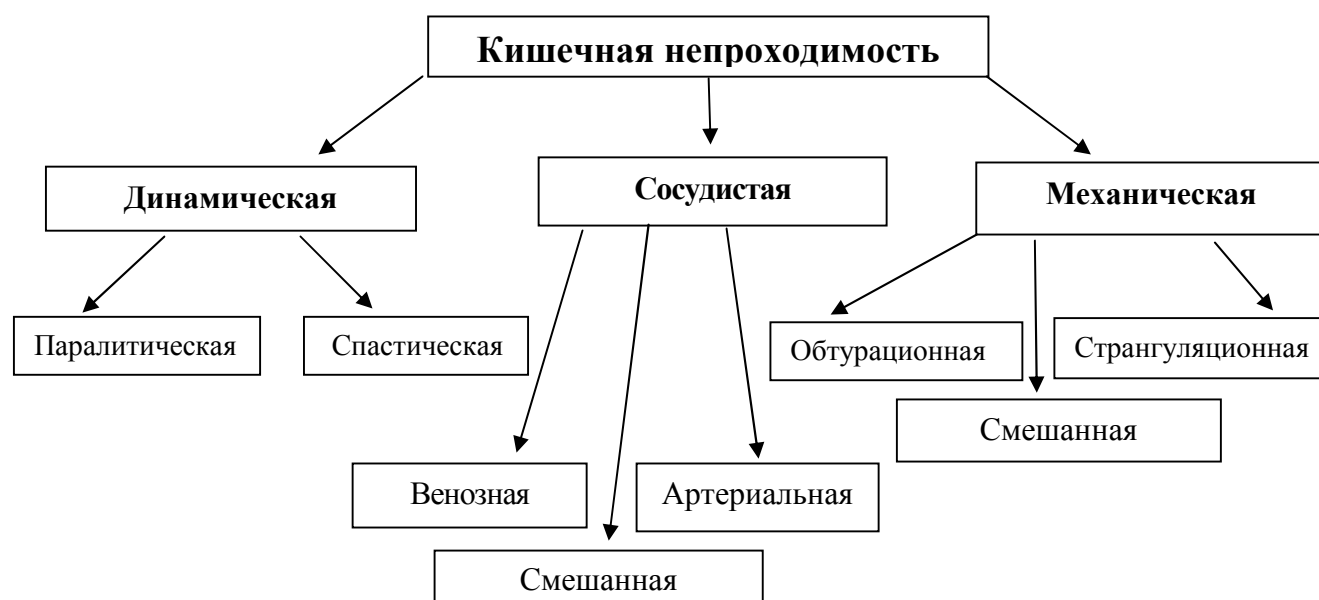 Кишечная непроходимость
Динамическая
Сосудистая
Механическая
Паралитическая
Спастическая
Обтурационная
Странгуляционная
Смешанная
Венозная
Артериальная
Смешанная